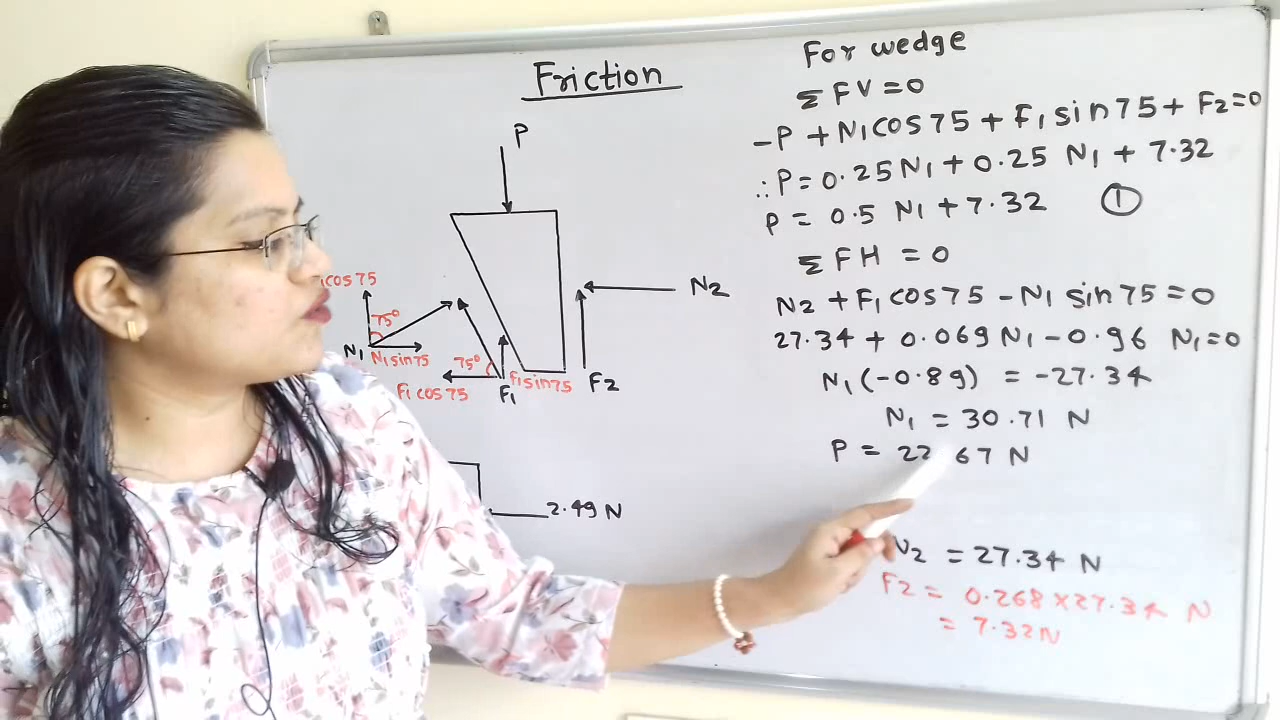 Friction
P
N2
F2
cos 75
75°
N1
N1 sin 75
75°
F1 cos 75
F1
F1 sin 75
2.49 N
For wedge
Σ FV = 0
-P + N1 cos 75 + F1 sin 75 + F2 = 0
∴ P = 0.25 N1 + 0.25 N1 + 7.32
P = 0.5 N1 + 7.32 ①
Σ FH = 0
N2 + F1 cos 75 - N1 sin 75 = 0
27.34 + 0.069 N1 - 0.96 N1 = 0
N1 (-0.89) = -27.34
N1 = 30.71 N
P = 22.67 N
N2 = 27.34 N
F2 = 0.268 × 27.34 N
= 7.32 N